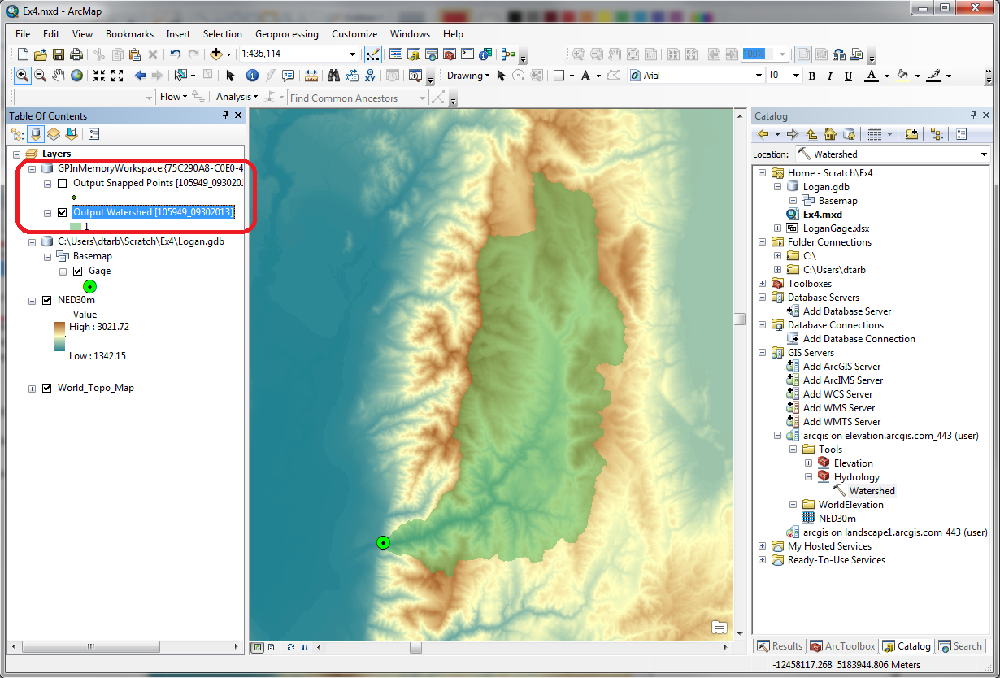 Ex4.mxd - ArcMap
File Edit View Bookmarks Insert Selection Geoprocessing Customize Windows Help
1:435,114
100%
Drawing
Arial
10
B I U A
Flow
Analysis
Find Common Ancestors
Table Of Contents
Layers
GPInMemoryWorkspace:{75C290A8-C0E0-4
Output Snapped Points [105949_0930201
Output Watershed [105949_09302013]
1
C:\Users\dtarb\Scratch\Ex4\Logan.gdb
Basemap
Gage
NED30m
Value
High : 3021.72
Low : 1342.15
World_Topo_Map
Catalog
Location: Watershed
Home - Scratch\Ex4
Logan.gdb
Basemap
Ex4.mxd
LoganGage.xlsx
Folder Connections
C:\
C:\Users\dtarb
Toolboxes
Database Servers
Add Database Server
Database Connections
Add Database Connection
GIS Servers
Add ArcGIS Server
Add ArcIMS Server
Add WCS Server
Add WMS Server
Add WMTS Server
arcgis on elevation.arcgis.com_443 (user)
Tools
Elevation
Hydrology
Watershed
WorldElevation
NED30m
arcgis on landscape1.arcgis.com_443 (user)
My Hosted Services
Ready-To-Use Services
Results ArcToolbox Catalog Search
-12458117.268 5183944.806 Meters